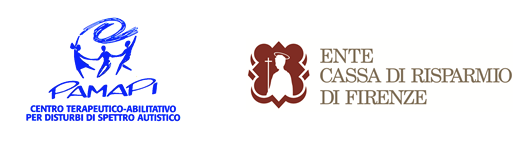 PAMAPI
CENTRO TERAPEUTICO-ABILITATIVO
PER DISTURBI DI SPETTRO AUTISTICO
ENTE
CASSA DI RISPARMIO
DI FIRENZE